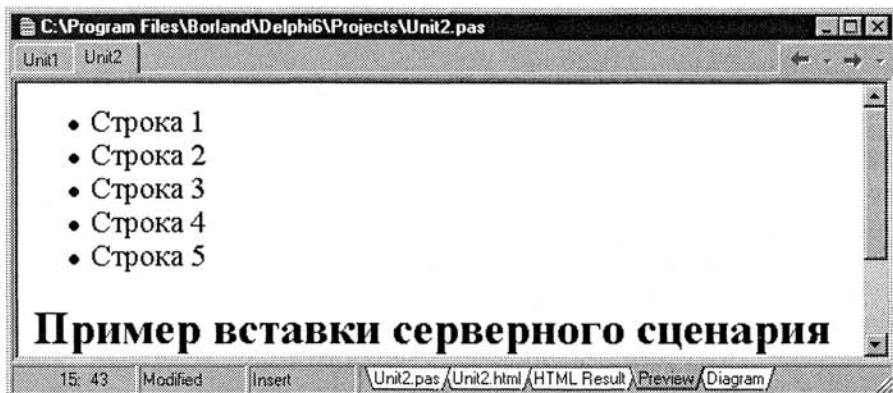 C:\Program Files\Borland\Delphi6\Projects\Unit2.pas
Unit1 Unit2
• Строка 1
• Строка 2
• Строка 3
• Строка 4
• Строка 5
Пример вставки серверного сценария
15: 43 Modified Insert Unit2.pas Unit2.html HTML Result Preview Diagram